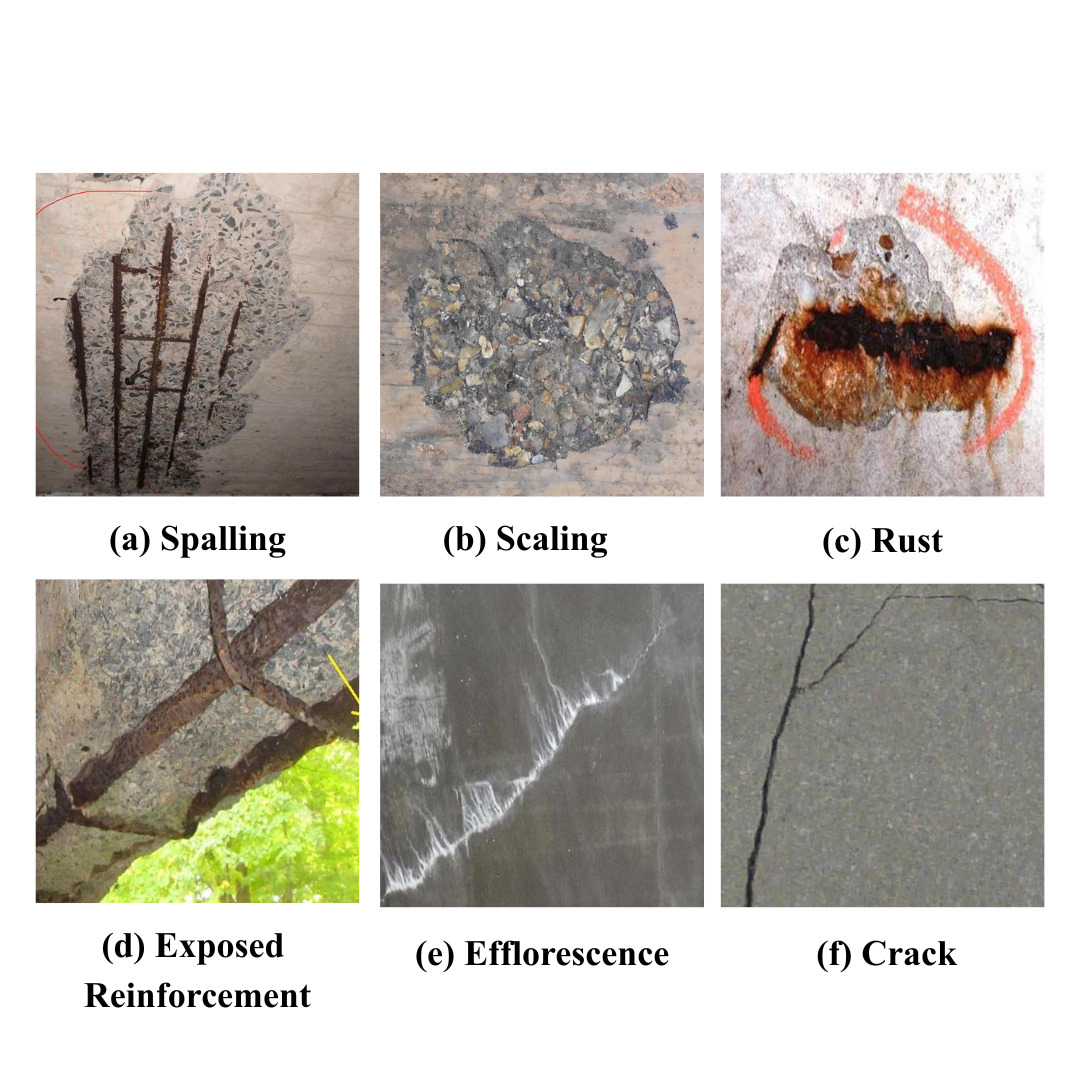 (a) Spalling
(b) Scaling
(c) Rust
(d) Exposed
Reinforcement
(e) Efflorescence
(f) Crack